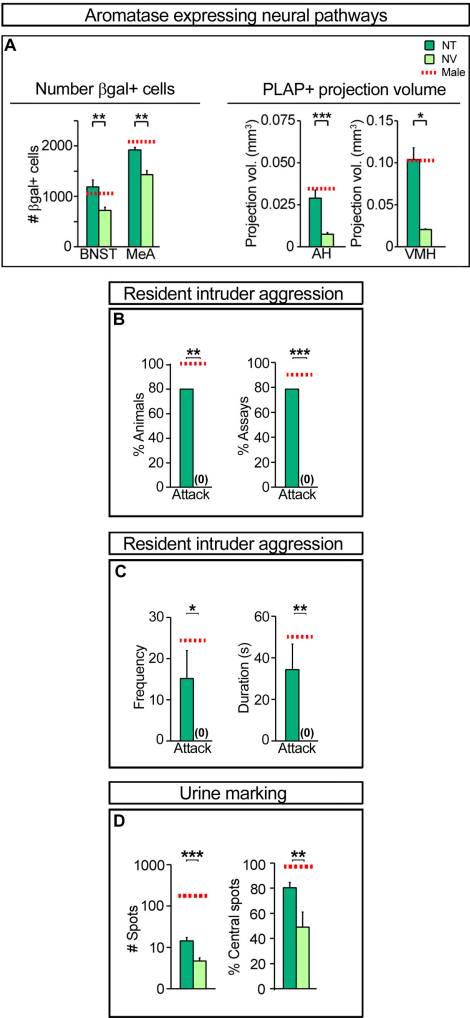 Aromatase expressing neural pathways
A
NT
NV
Male
Number βgal+ cells
PLAP+ projection volume
# βgal+ cells
2000
1000
0
**
**
BNST
MeA
Projection vol. (mm³)
0.075
0.05
0.025
0
***
AH
Projection vol. (mm³)
0.15
0.10
0.05
0
*
VMH
Resident intruder aggression
B
% Animals
100
80
60
40
20
0
**
(0)
Attack
% Assays
100
80
60
40
20
0
***
(0)
Attack
Resident intruder aggression
C
Frequency
30
15
0
*
(0)
Attack
Duration (s)
60
40
20
0
**
(0)
Attack
Urine marking
D
# Spots
1000
100
10
0
***
% Central spots
100
80
60
40
20
0
**